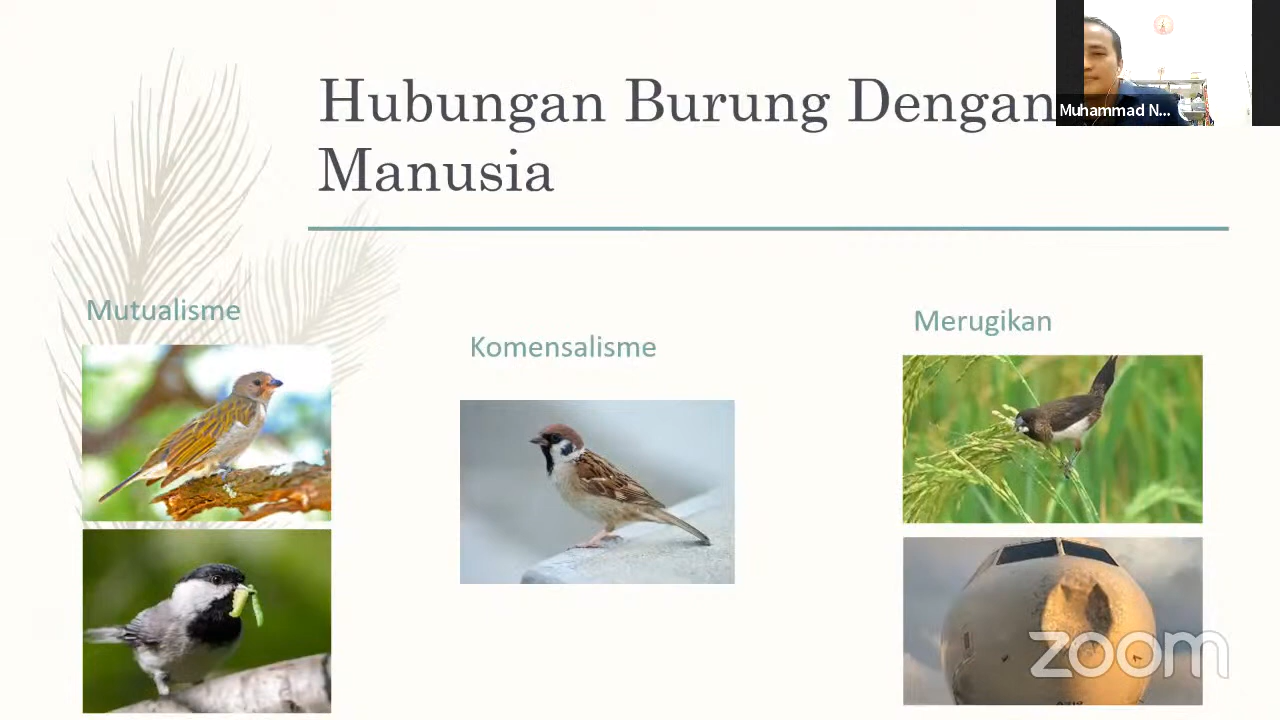 Hubungan Burung Dengan
Manusia
Muhammad N...
Mutualisme
Komensalisme
Merugikan
zoom